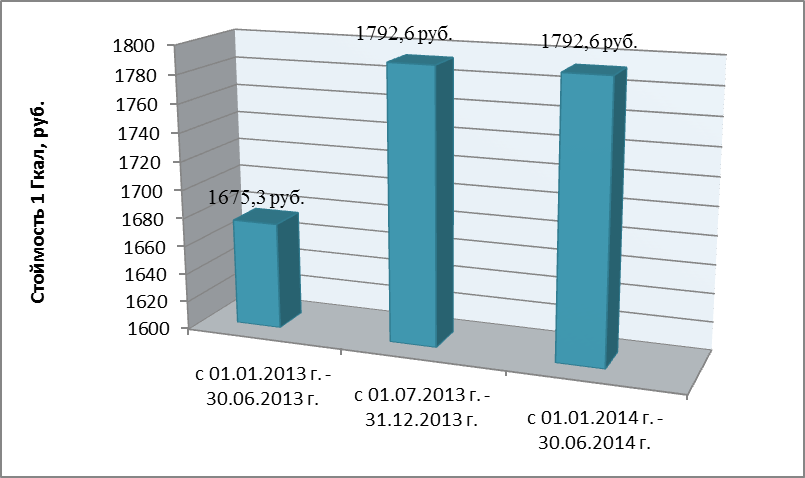 1792,6 руб.
1792,6 руб.
1675,3 руб.
1800
1780
1760
1740
1720
1700
1680
1660
1640
1620
1600
Стоймость 1 Гкал, руб.
с 01.01.2013 г. -
30.06.2013 г.
с 01.07.2013 г. -
31.12.2013 г.
с 01.01.2014 г. -
30.06.2014 г.